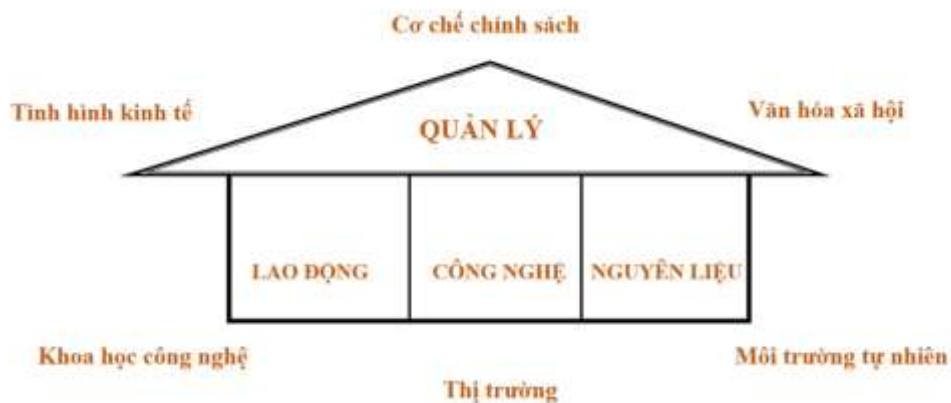 Cơ chế chính sách
Tình hình kinh tế
Văn hóa xã hội
QUẢN LÝ
LAO ĐỘNG
CÔNG NGHỆ
NGUYÊN LIỆU
Khoa học công nghệ
Môi trường tự nhiên
Thị trường